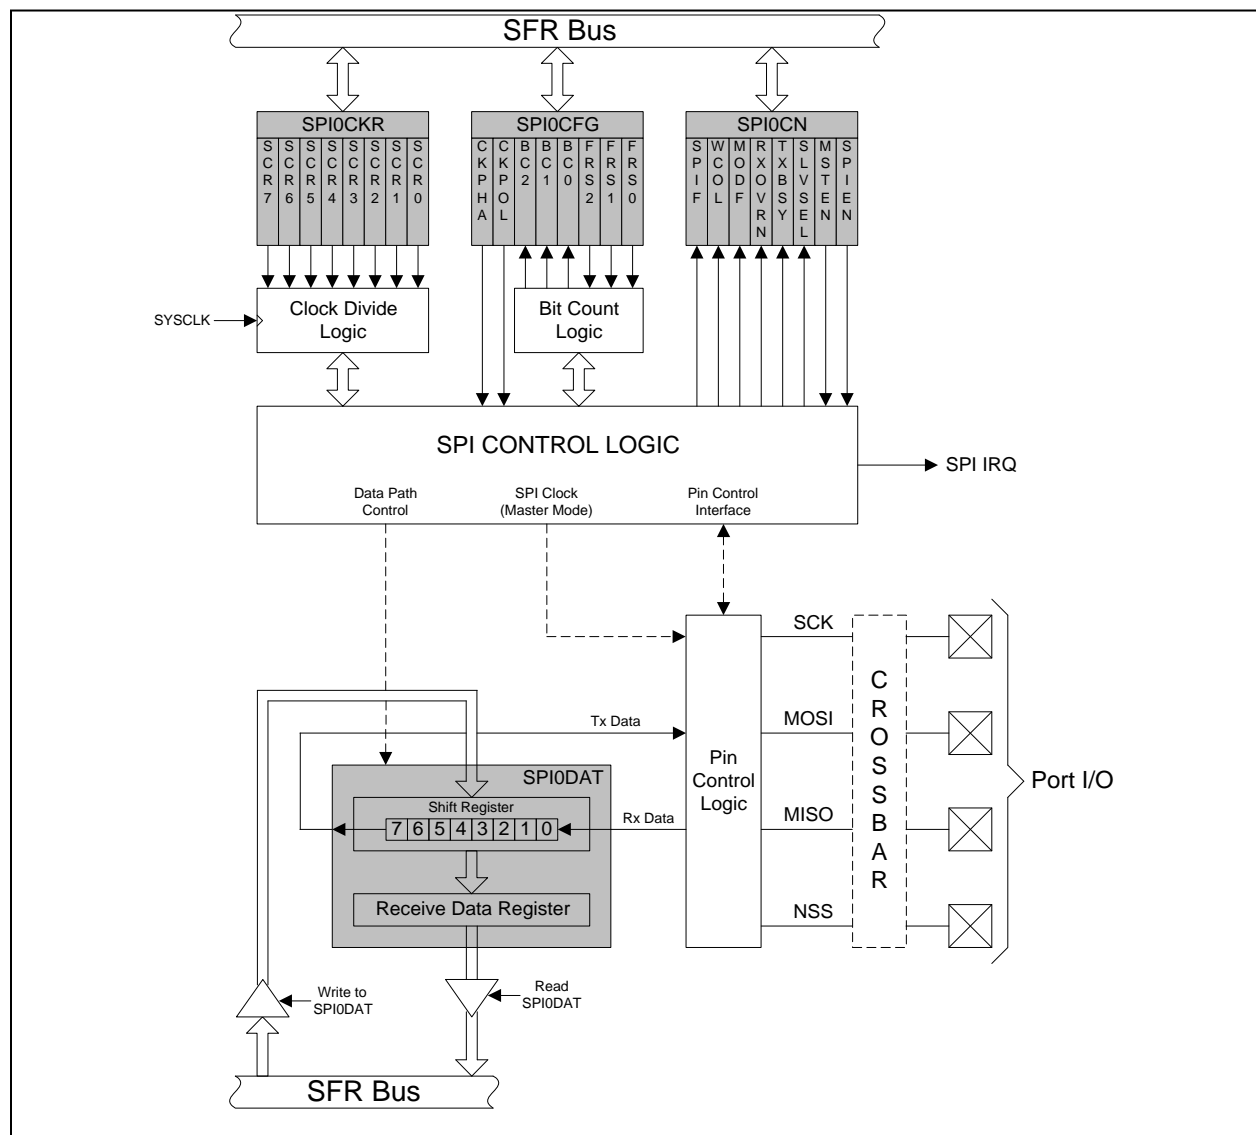 SFR Bus
SPI0CKR
SCR7
SCR6
SCR5
SCR4
SCR3
SCR2
SCR1
SCR0
SPI0CFG
CKPHA
CKPOL
BC2
BC1
BC0
FRS2
FRS1
FRS0
SPI0CN
SPIF
WCOL
MODF
RXOVRN
TXBSY
SLVSEL
MSTEN
SPIEN
SYSCLK
Clock Divide
Logic
Bit Count
Logic
SPI CONTROL LOGIC
SPI IRQ
Data Path
Control
SPI Clock
(Master Mode)
Pin Control
Interface
SCK
MOSI
MISO
NSS
Pin
Control
Logic
CROSSBAR
Port I/O
Tx Data
SPI0DAT
Shift Register
7 6 5 4 3 2 1 0
Rx Data
Receive Data Register
Write to
SPI0DAT
Read
SPI0DAT
SFR Bus